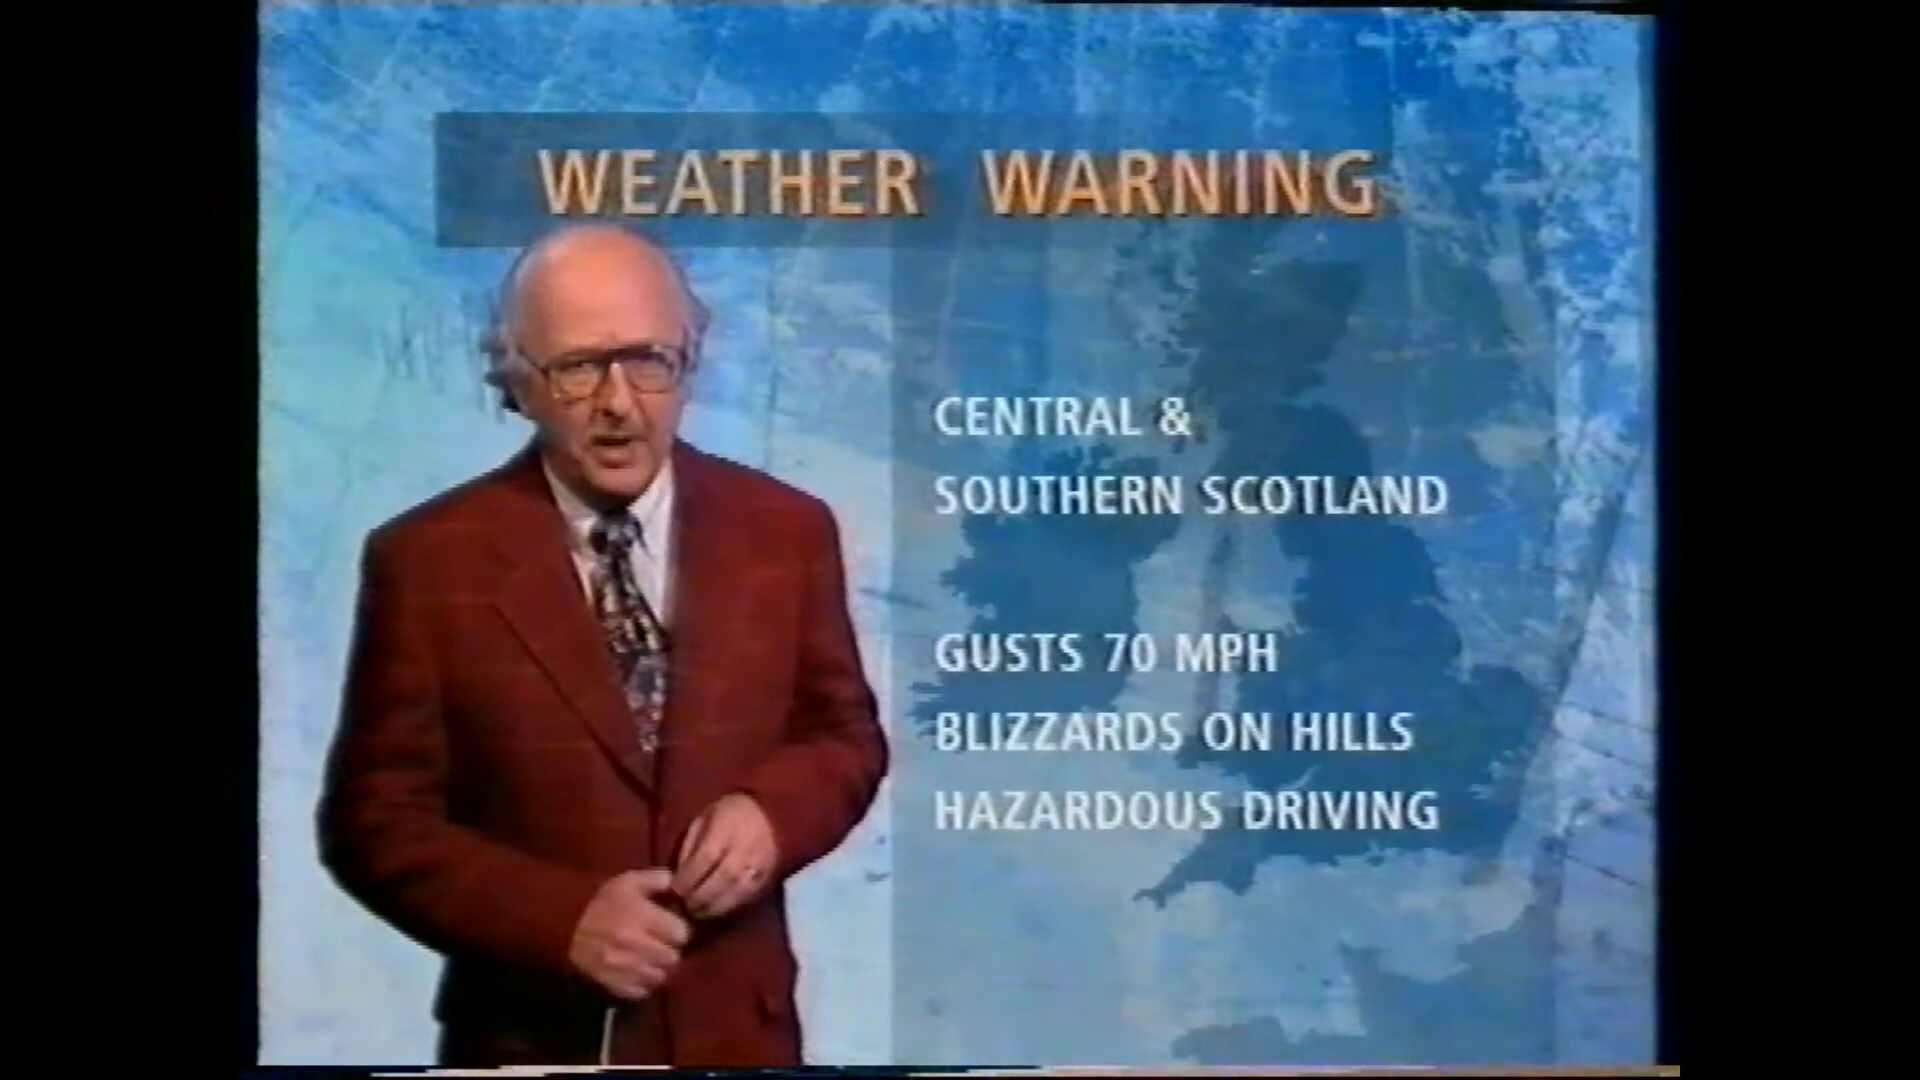 WEATHER WARNING
CENTRAL &
SOUTHERN SCOTLAND
GUSTS 70 MPH
BLIZZARDS ON HILLS
HAZARDOUS DRIVING